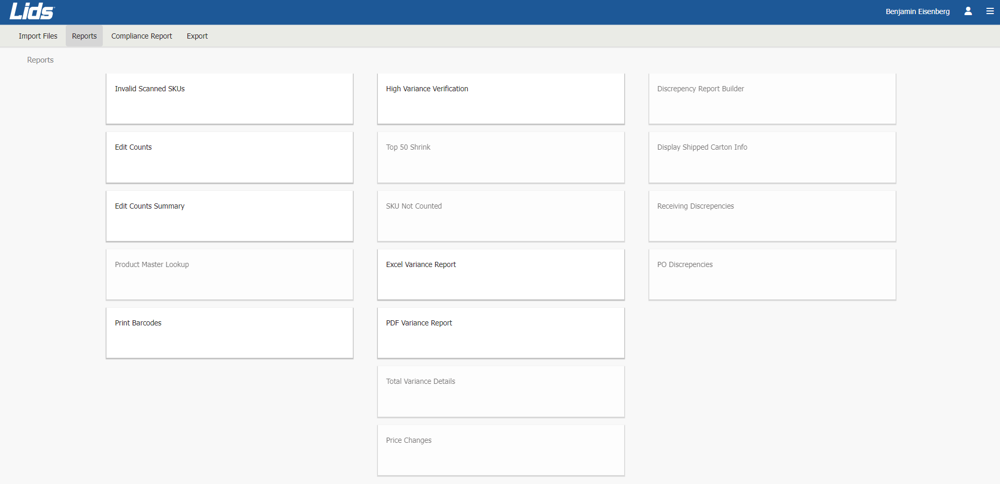 Lids
Benjamin Eisenberg
Import Files Reports Compliance Report Export
Reports
Invalid Scanned SKUs
High Variance Verification
Discrepency Report Builder
Edit Counts
Top 50 Shrink
Display Shipped Carton Info
Edit Counts Summary
SKU Not Counted
Receiving Discrepencies
Product Master Lookup
Excel Variance Report
PO Discrepencies
Print Barcodes
PDF Variance Report
Total Variance Details
Price Changes